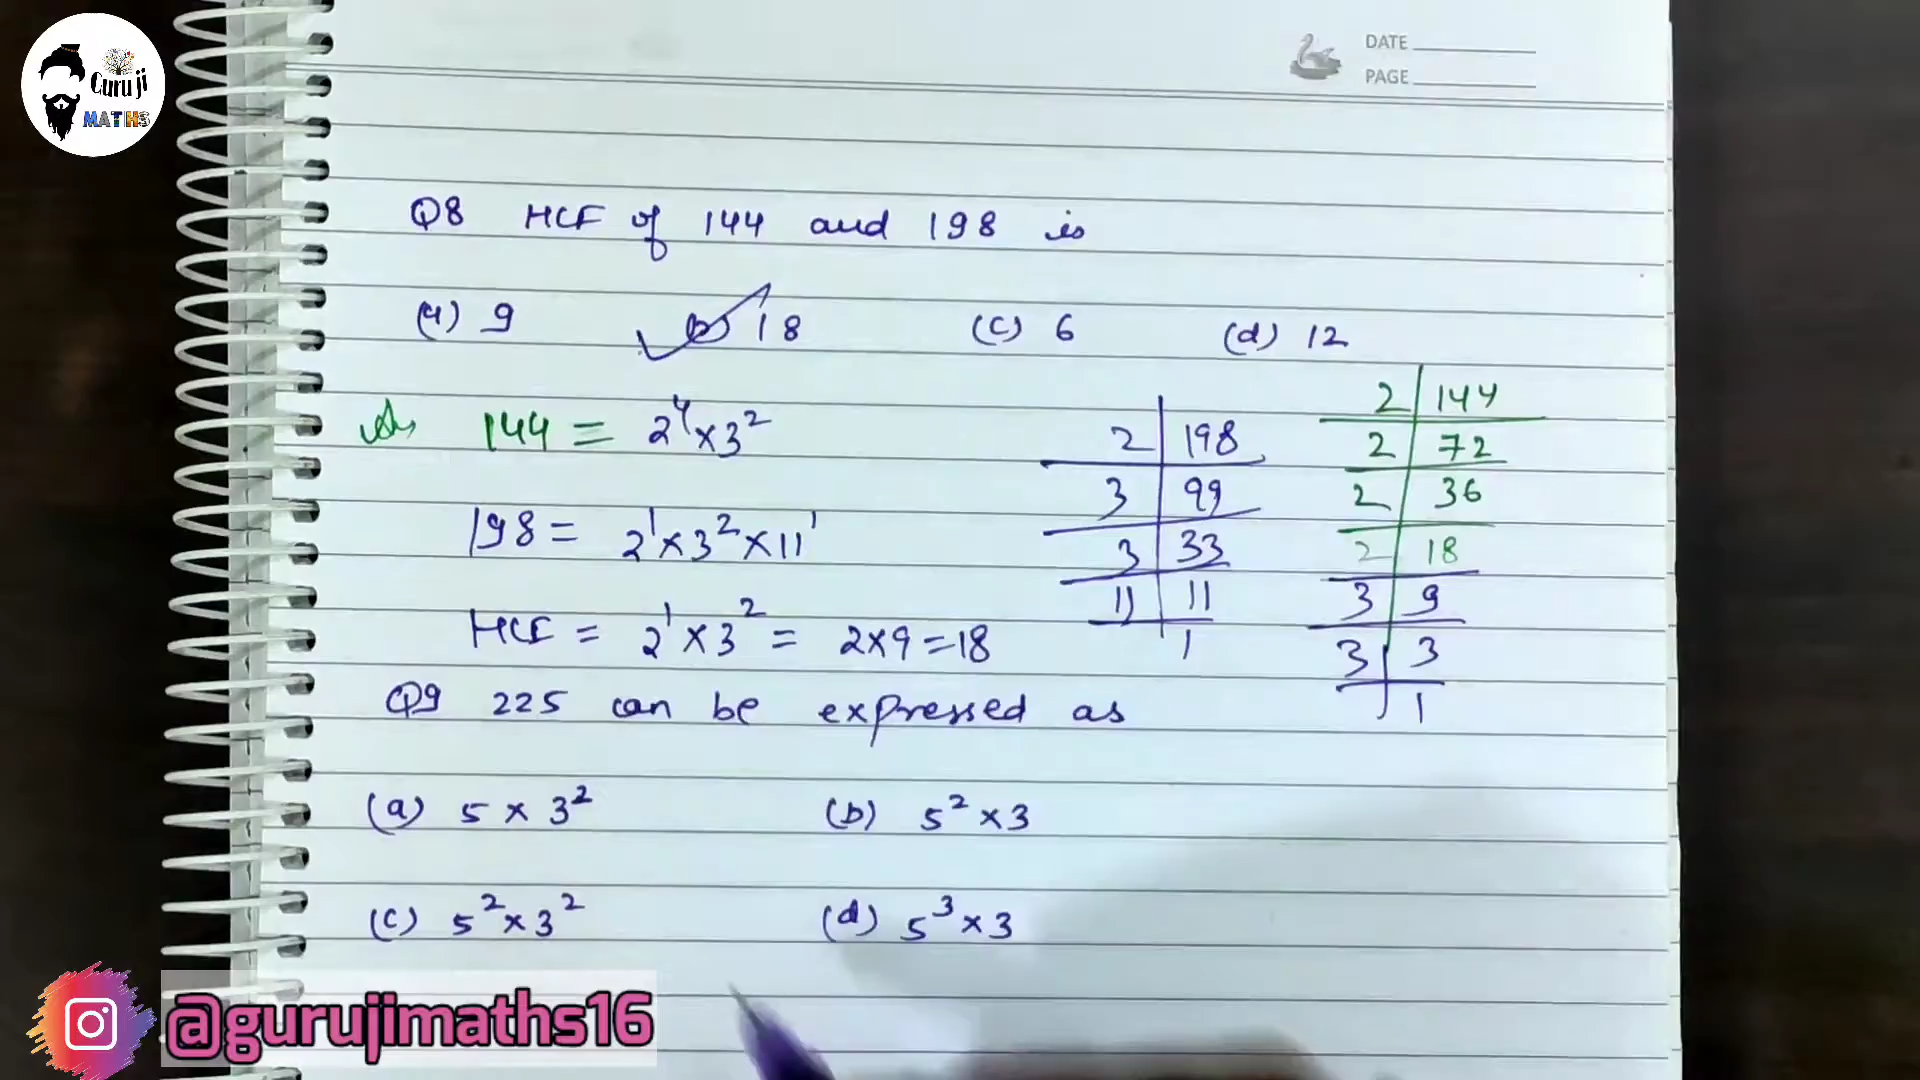 Guruji
MATHS
DATE
PAGE
Q8 HCF of 144 and 198 is
(a) 9 (b) 18 (c) 6 (d) 12
144 = 2⁴×3²
198 = 2¹×3²×11¹
HCF = 2¹×3² = 2×9=18
2 | 198
3 | 99
3 | 33
11 | 11
1
2 | 144
2 | 72
2 | 36
2 | 18
3 | 9
3 | 3
1
Q9 225 can be expressed as
(a) 5 × 3² (b) 5² × 3
(c) 5² × 3² (d) 5³ × 3
@gurujimaths16